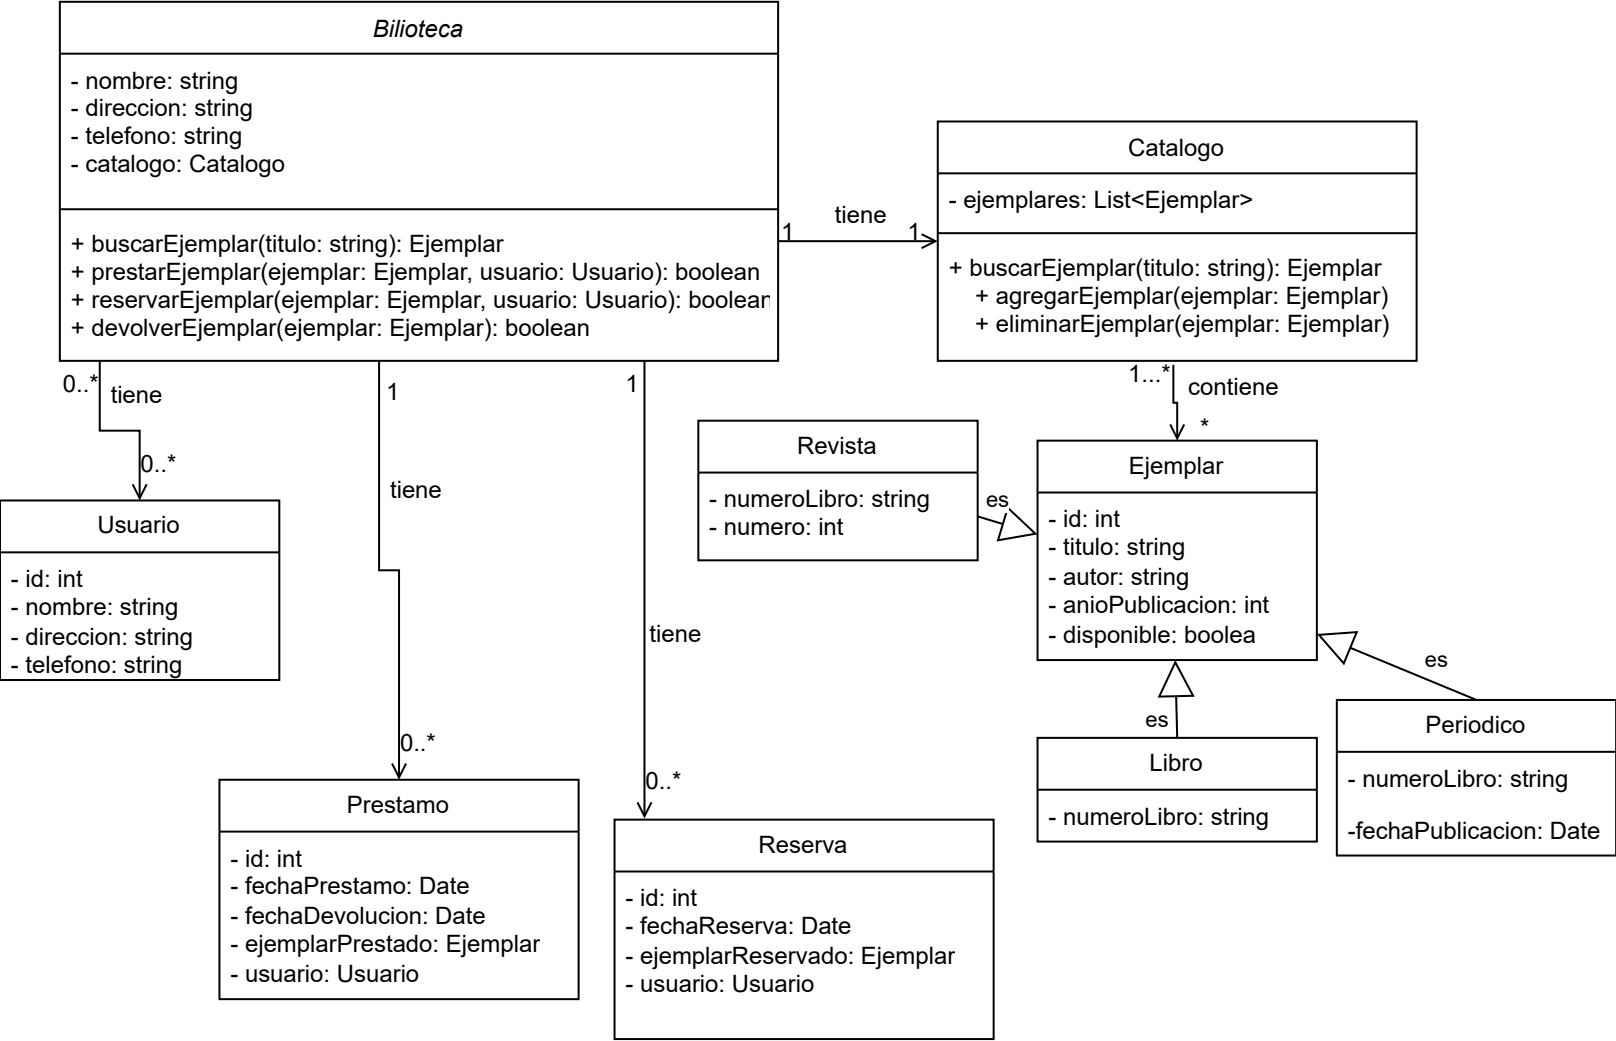 Bilioteca
- nombre: string
- direccion: string
- telefono: string
- catalogo: Catalogo
+ buscarEjemplar(titulo: string): Ejemplar
+ prestarEjemplar(ejemplar: Ejemplar, usuario: Usuario): boolean
+ reservarEjemplar(ejemplar: Ejemplar, usuario: Usuario): boolean
+ devolverEjemplar(ejemplar: Ejemplar): boolean
1
tiene
1
Catalogo
- ejemplares: List<Ejemplar>
+ buscarEjemplar(titulo: string): Ejemplar
+ agregarEjemplar(ejemplar: Ejemplar)
+ eliminarEjemplar(ejemplar: Ejemplar)
0..*
tiene
0..*
1
tiene
0..*
1
tiene
0..*
1...*
contiene
*
Usuario
- id: int
- nombre: string
- direccion: string
- telefono: string
Revista
- numeroLibro: string
- numero: int
es
Ejemplar
- id: int
- titulo: string
- autor: string
- anioPublicacion: int
- disponible: boolea
es
es
Libro
- numeroLibro: string
Periodico
- numeroLibro: string
-fechaPublicacion: Date
Prestamo
- id: int
- fechaPrestamo: Date
- fechaDevolucion: Date
- ejemplarPrestado: Ejemplar
- usuario: Usuario
Reserva
- id: int
- fechaReserva: Date
- ejemplarReservado: Ejemplar
- usuario: Usuario